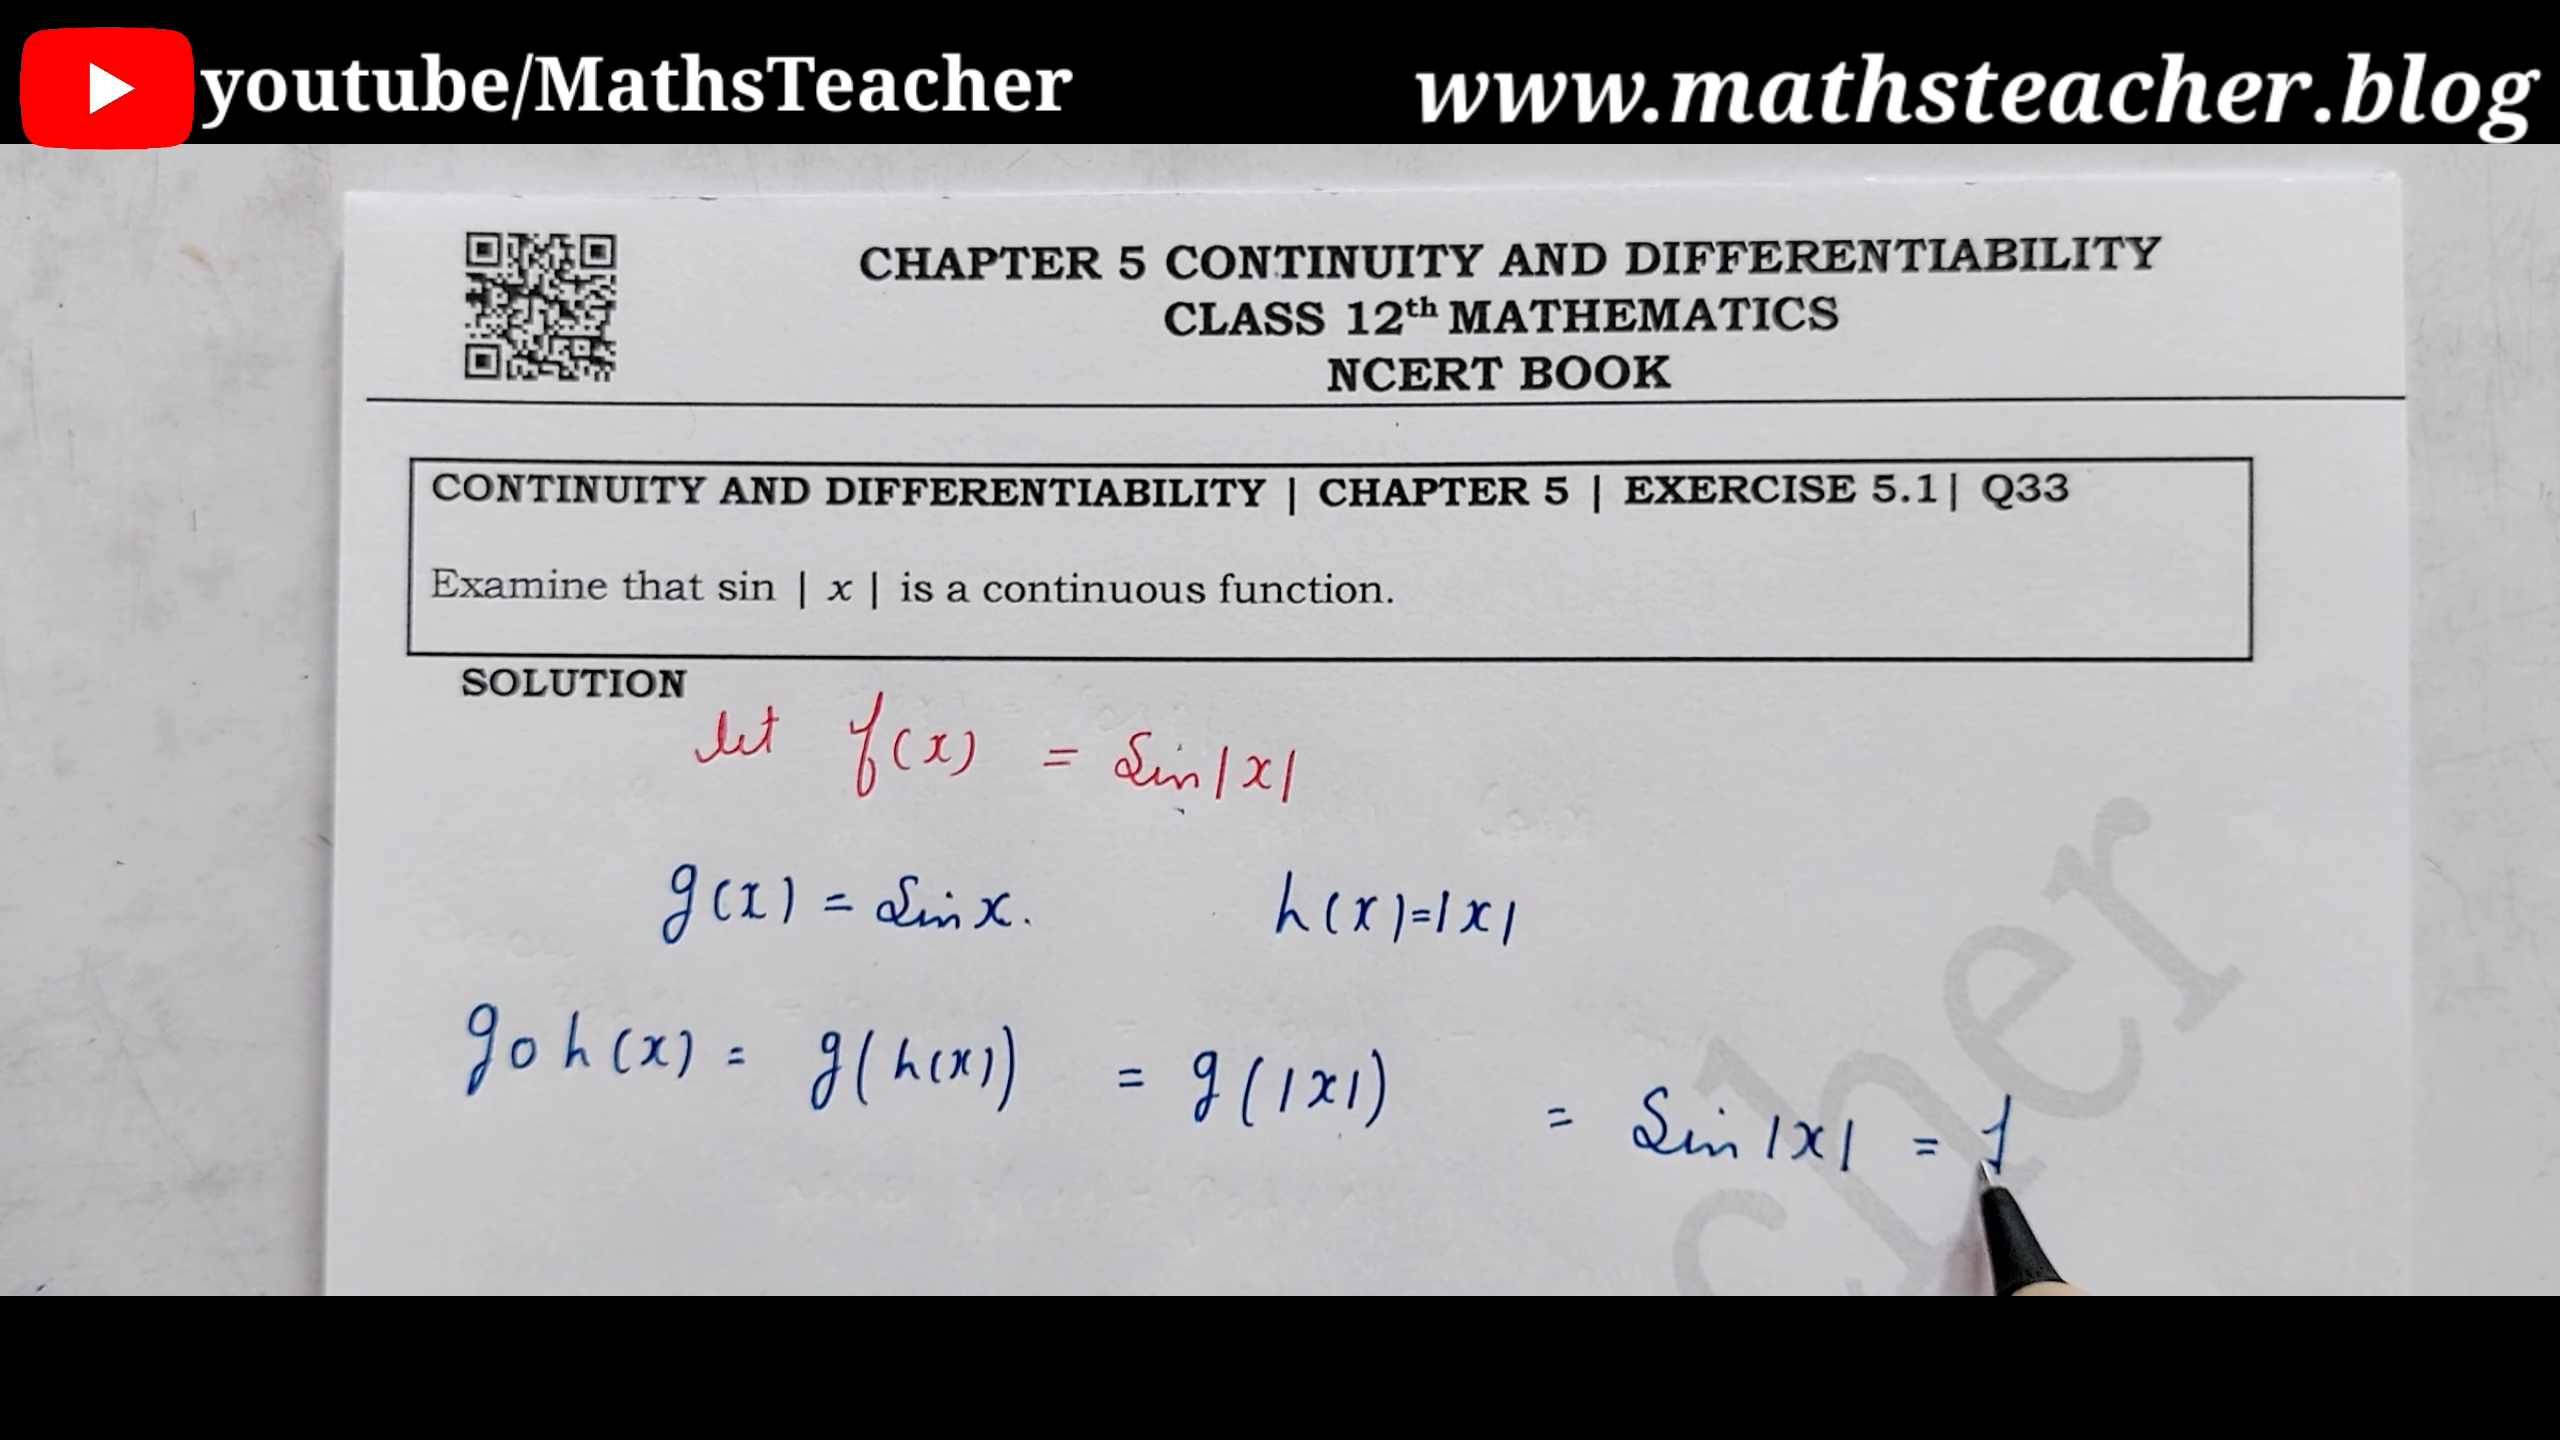 youtube/MathsTeacher
www.mathsteacher.blog
CHAPTER 5 CONTINUITY AND DIFFERENTIABILITY
CLASS 12th MATHEMATICS
NCERT BOOK
CONTINUITY AND DIFFERENTIABILITY | CHAPTER 5 | EXERCISE 5.1| Q33
Examine that sin | x | is a continuous function.
SOLUTION
let f(x) = Sin|x|
g(x) = Sin x. h(x)=|x|
goh(x) = g(h(x)) = g(|x|) = Sin|x| =
cher